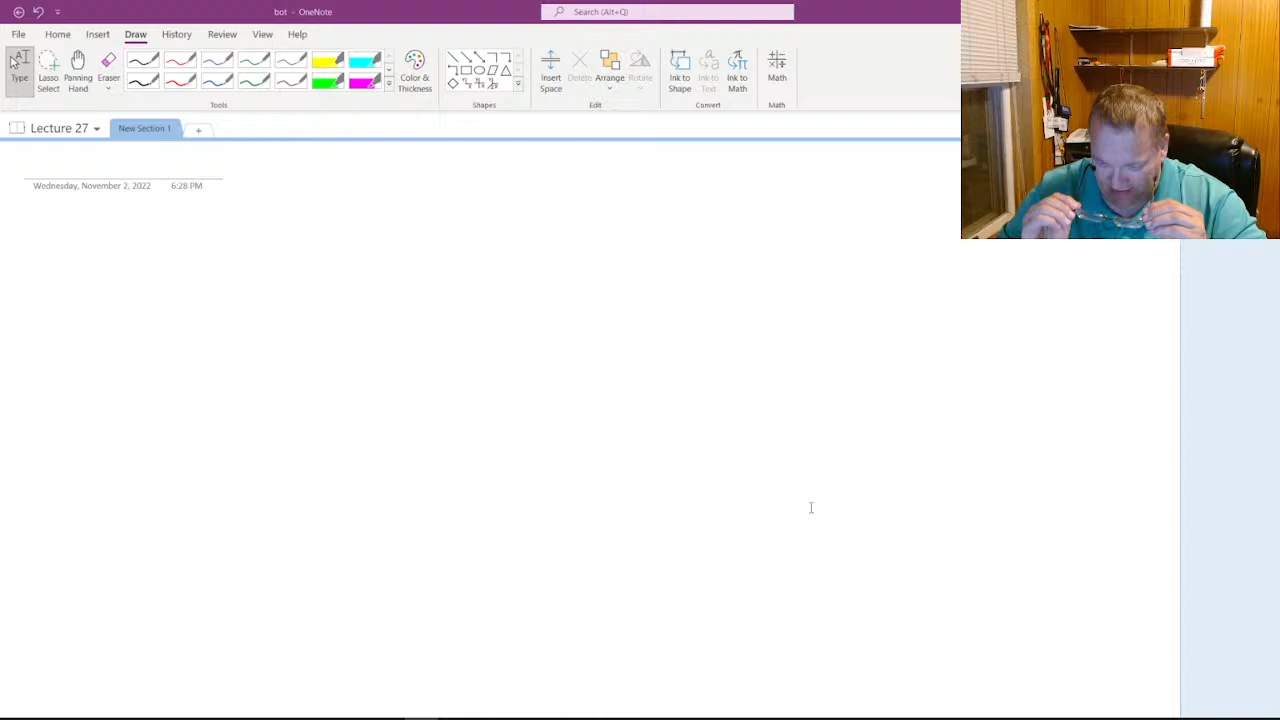 bot - OneNote
Search (Alt+Q)
File Home Insert Draw History Review View Help
Type
Lasso Select
Panning Hand
Eraser
Color & Thickness
Insert Space
Delete
Arrange
Rotate
Ink to Shape
Ink to Text
Ink to Math
Math
Tools
Shapes
Edit
Convert
Math
Lecture 27
New Section 1
Wednesday, November 2, 2022 6:28 PM